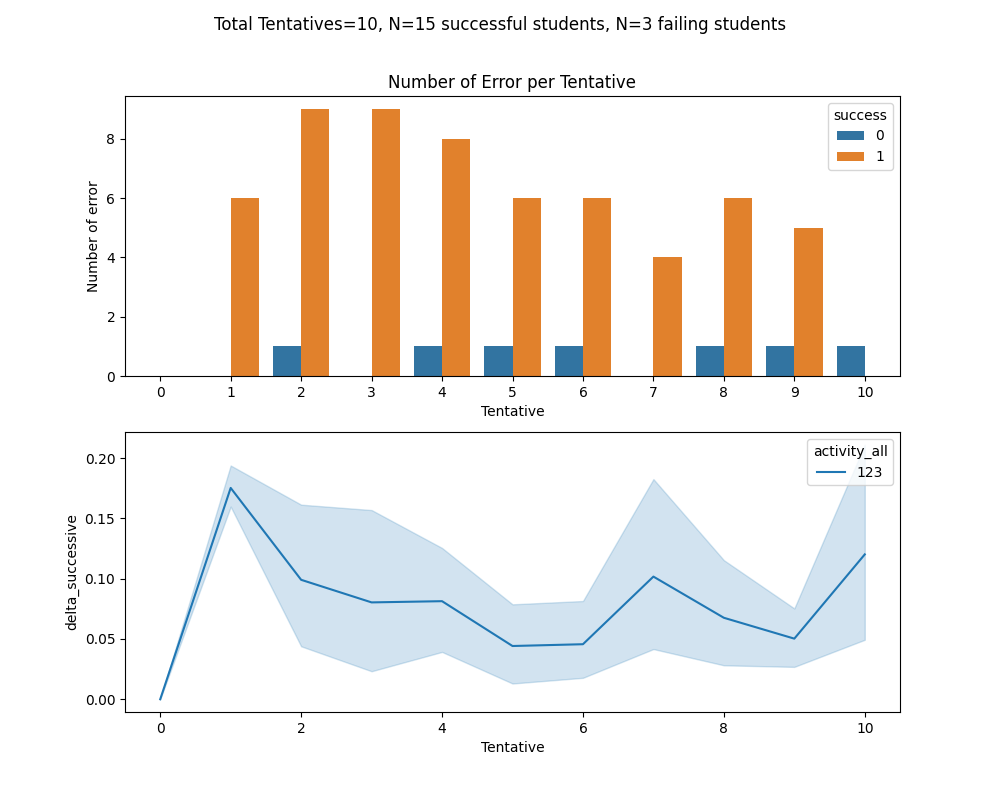 Total Tentatives=10, N=15 successful students, N=3 failing students
Number of Error per Tentative
success
0
1
Number of error
8
6
4
2
0
0 1 2 3 4 5 6 7 8 9 10
Tentative
activity_all
123
delta_successive
0.20
0.15
0.10
0.05
0.00
0 2 4 6 8 10
Tentative